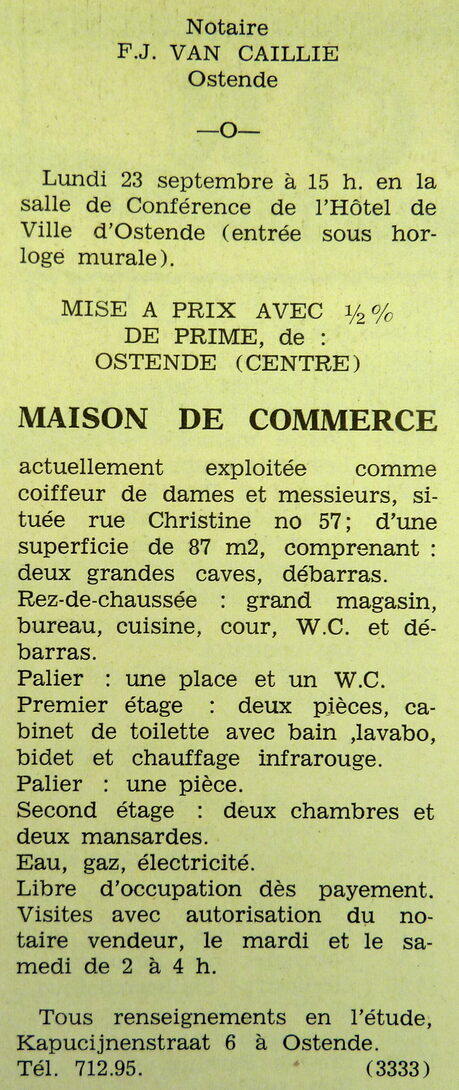 Notaire
F.J. VAN CAILLIE
Ostende
—O—
Lundi 23 septembre à 15 h. en la
salle de Conférence de l'Hôtel de
Ville d'Ostende (entrée sous hor-
loge murale).
MISE A PRIX AVEC ½%
DE PRIME, de :
OSTENDE (CENTRE)
MAISON DE COMMERCE
actuellement exploitée comme
coiffeur de dames et messieurs, si-
tuée rue Christine no 57; d'une
superficie de 87 m2, comprenant :
deux grandes caves, débarras.
Rez-de-chaussée : grand magasin,
bureau, cuisine, cour, W.C. et dé-
barras.
Palier : une place et un W.C.
Premier étage : deux pièces, ca-
binet de toilette avec bain ,lavabo,
bidet et chauffage infrarouge.
Palier : une pièce.
Second étage : deux chambres et
deux mansardes.
Eau, gaz, électricité.
Libre d'occupation dès payement.
Visites avec autorisation du no-
taire vendeur, le mardi et le sa-
medi de 2 à 4 h.
Tous renseignements en l'étude,
Kapucijnenstraat 6 à Ostende.
Tél. 712.95. (3333)